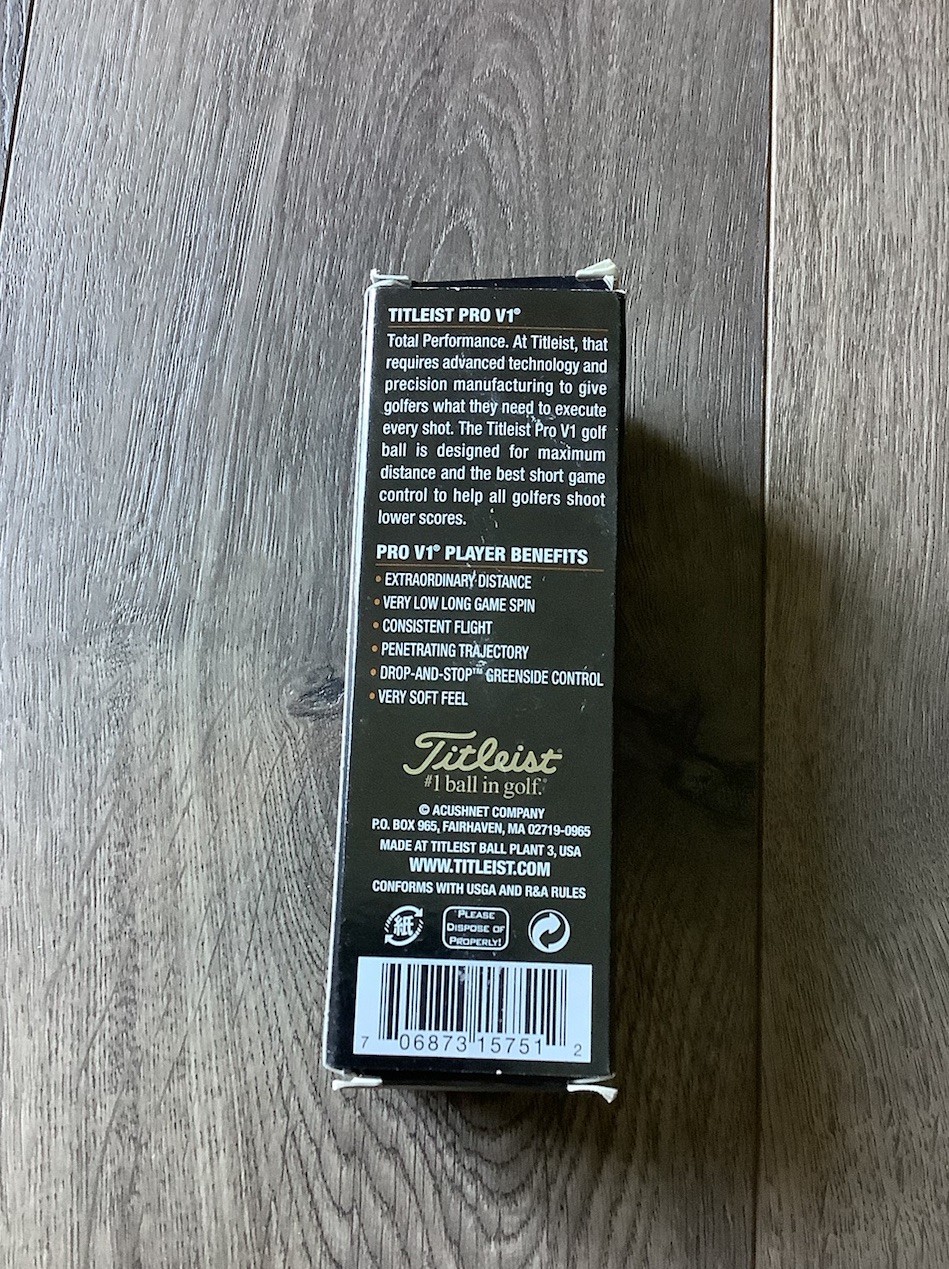 TITLEIST PRO V1®
Total Performance. At Titleist, that
requires advanced technology and
precision manufacturing to give
golfers what they need to execute
every shot. The Titleist Pro V1 golf
ball is designed for maximum
distance and the best short game
control to help all golfers shoot
lower scores.
PRO V1® PLAYER BENEFITS
• EXTRAORDINARY DISTANCE
• VERY LOW LONG GAME SPIN
• CONSISTENT FLIGHT
• PENETRATING TRAJECTORY
• DROP-AND-STOP™ GREENSIDE CONTROL
• VERY SOFT FEEL
Titleist®
#1 ball in golf.®
© ACUSHNET COMPANY
P.O. BOX 965, FAIRHAVEN, MA 02719-0965
MADE AT TITLEIST BALL PLANT 3, USA
WWW.TITLEIST.COM
CONFORMS WITH USGA AND R&A RULES
紙
PLEASE
DISPOSE OF
PROPERLY!
7 06873 15751 2